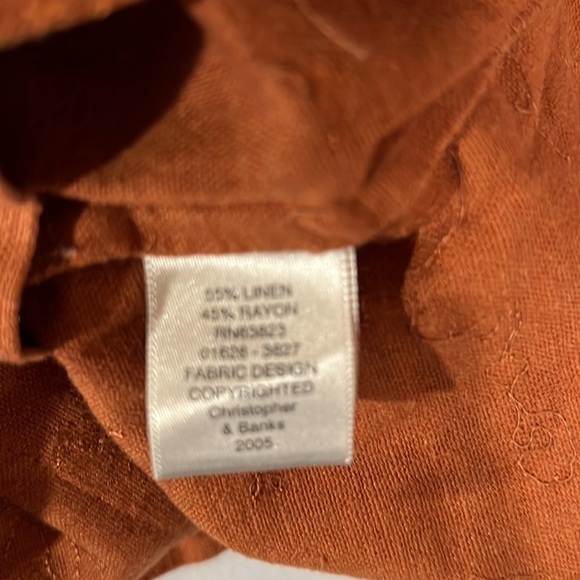 55% LINEN
45% RAYON
RN63823
01626 - 3827
FABRIC DESIGN
COPYRIGHTED
Christopher
& Banks
2005